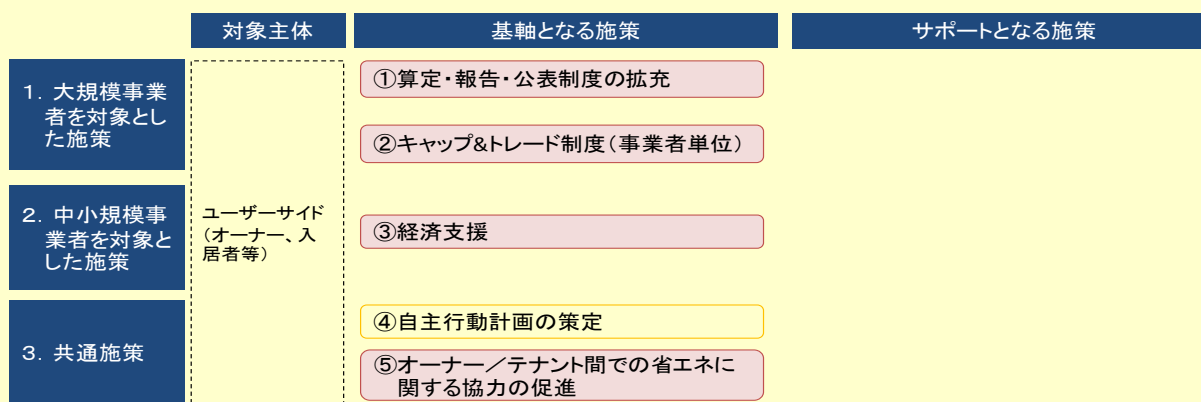 対象主体
基軸となる施策
サポートとなる施策
1．大規模事業
者を対象とし
た施策
①算定・報告・公表制度の拡充
②キャップ&トレード制度（事業者単位）
2．中小規模事
業者を対象と
した施策
ユーザーサイド
（オーナー、入
居者等）
③経済支援
3．共通施策
④自主行動計画の策定
⑤オーナー／テナント間での省エネに
関する協力の促進